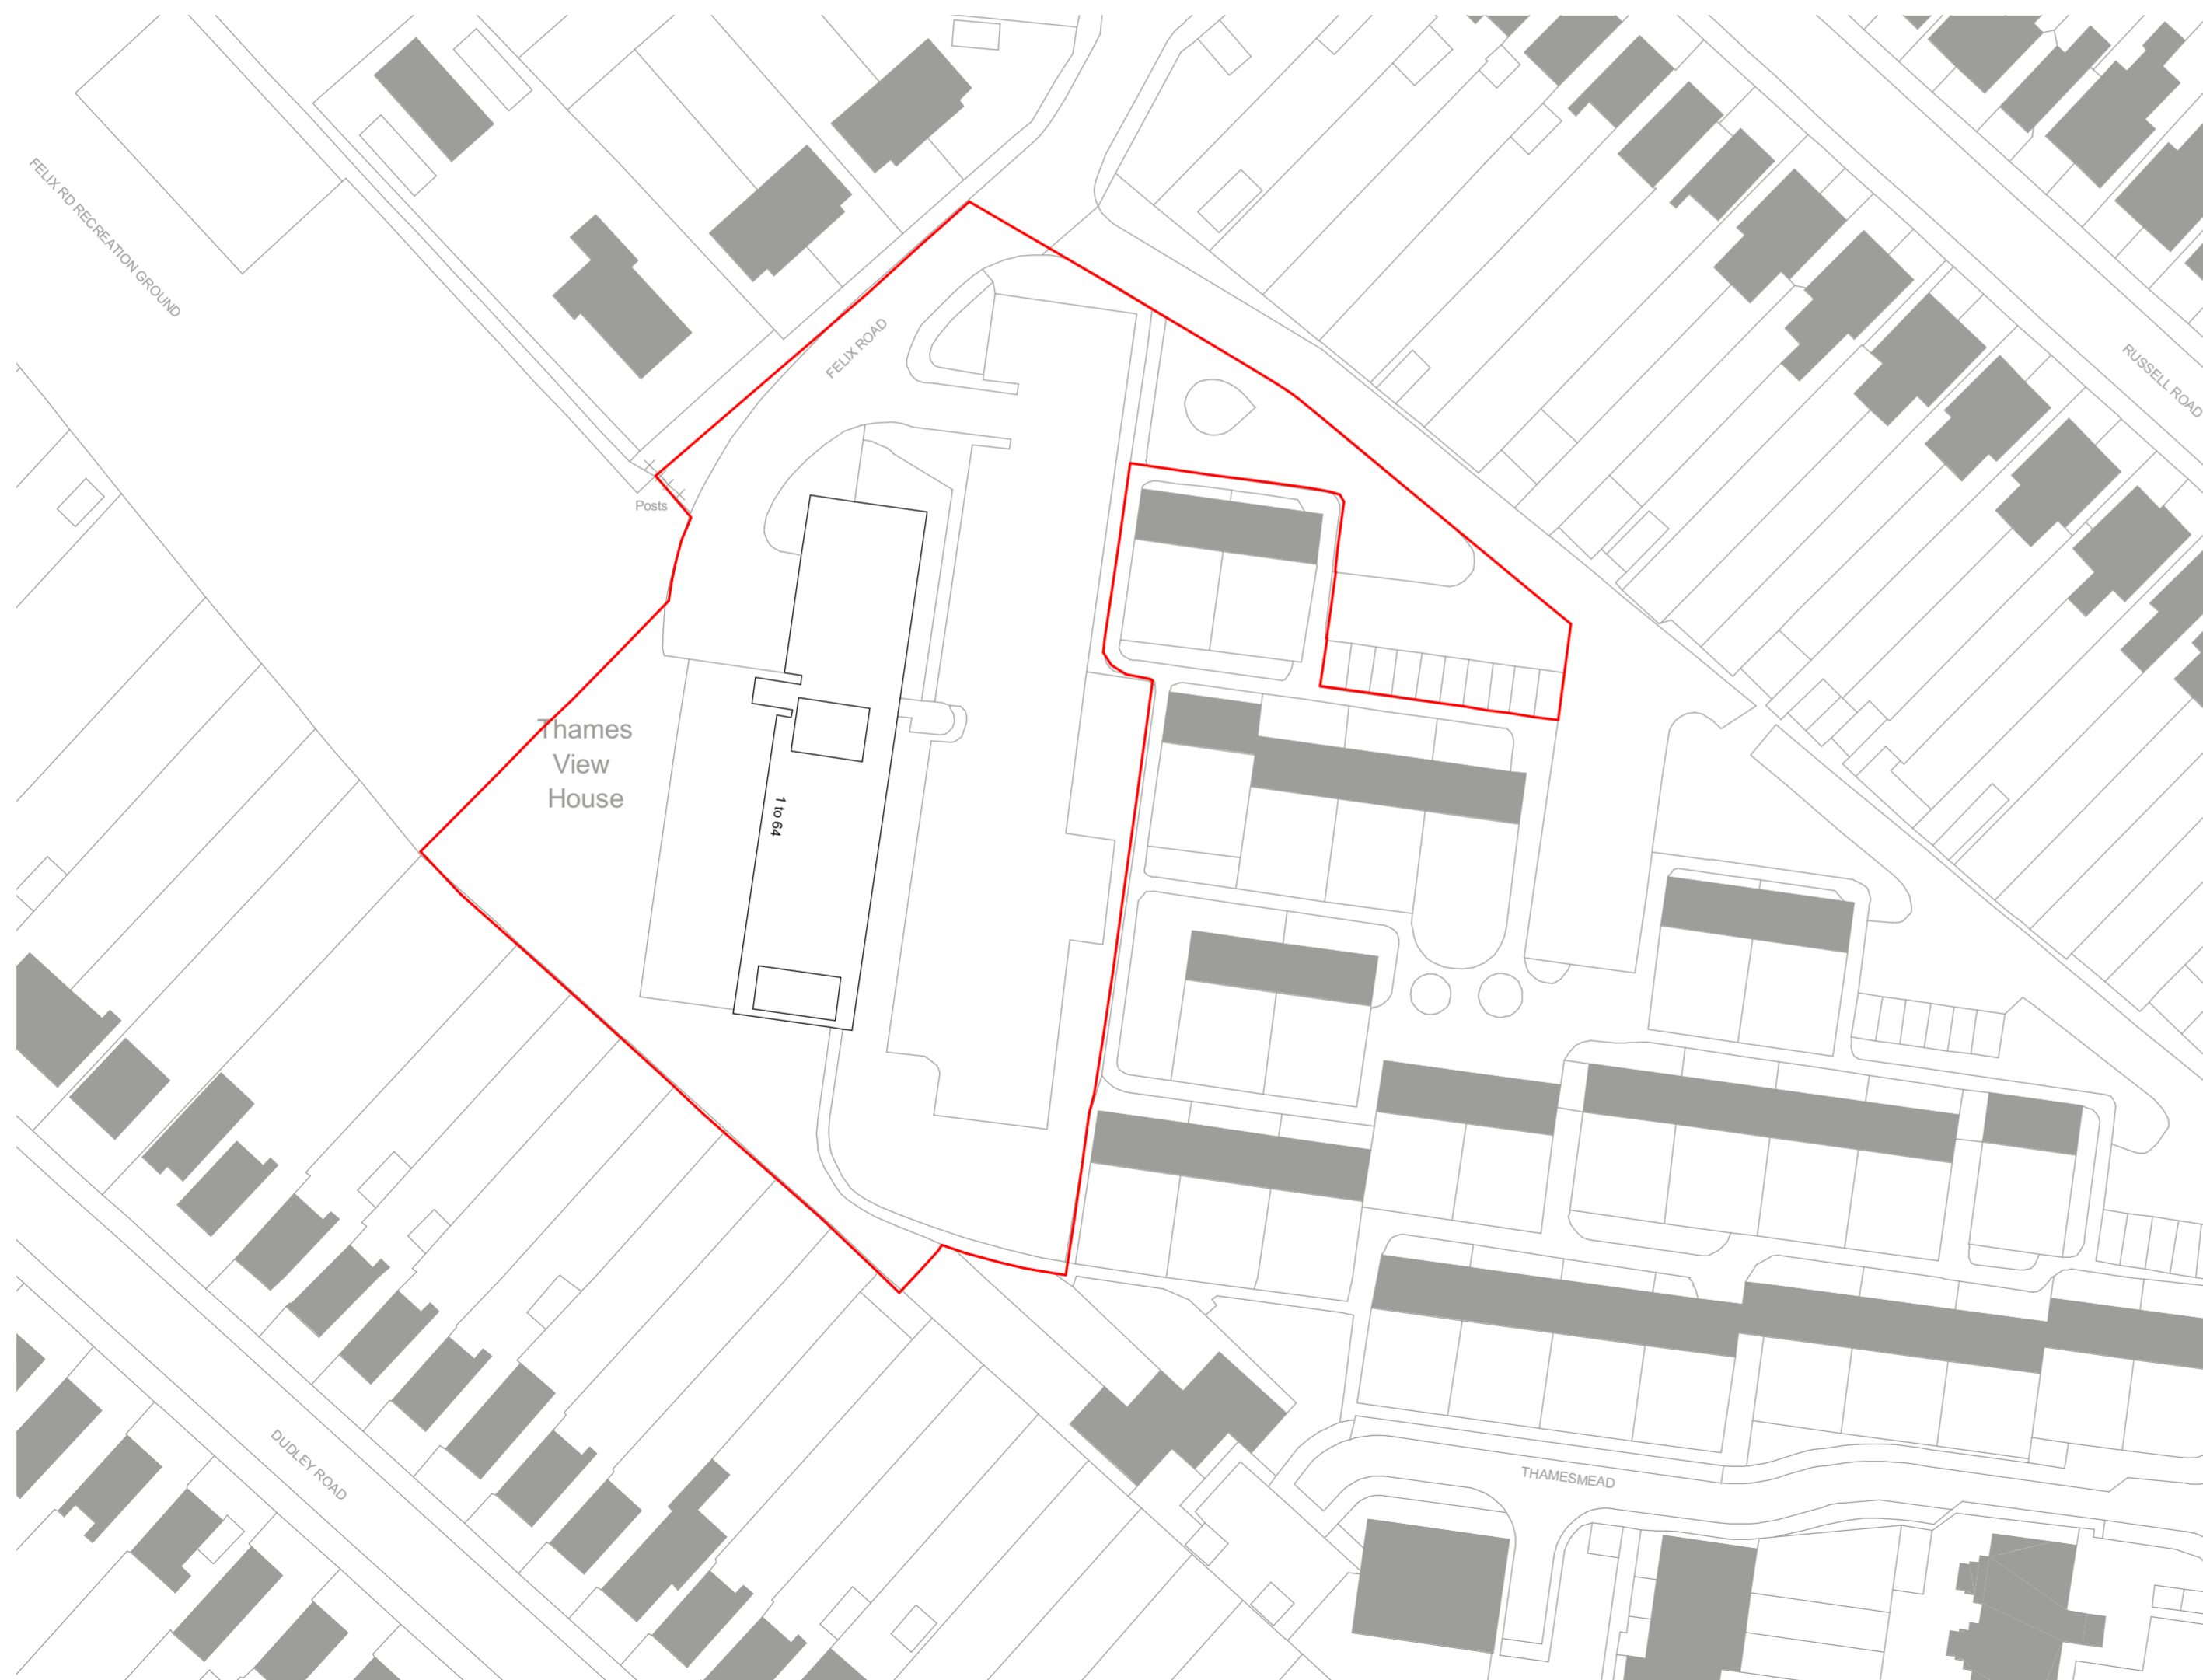 FELIX RD RECREATION GROUND
FELIX ROAD
RUSSELL ROAD
Posts
Thames
View
House
1 to 64
DUDLEY ROAD
THAMESMEAD